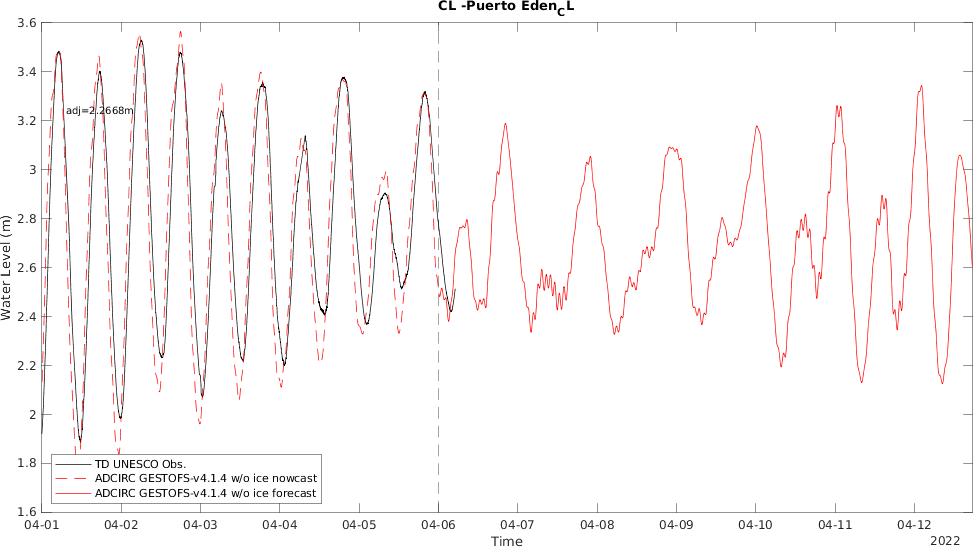 CL -Puerto Eden_CL
3.6
3.4
3.2
3
2.8
2.6
2.4
2.2
2
1.8
1.6
Water Level (m)
adj=2.2668m
TD UNESCO Obs.
ADCIRC GESTOFS-v4.1.4 w/o ice nowcast
ADCIRC GESTOFS-v4.1.4 w/o ice forecast
04-01 04-02 04-03 04-04 04-05 04-06 04-07 04-08 04-09 04-10 04-11 04-12
Time
2022